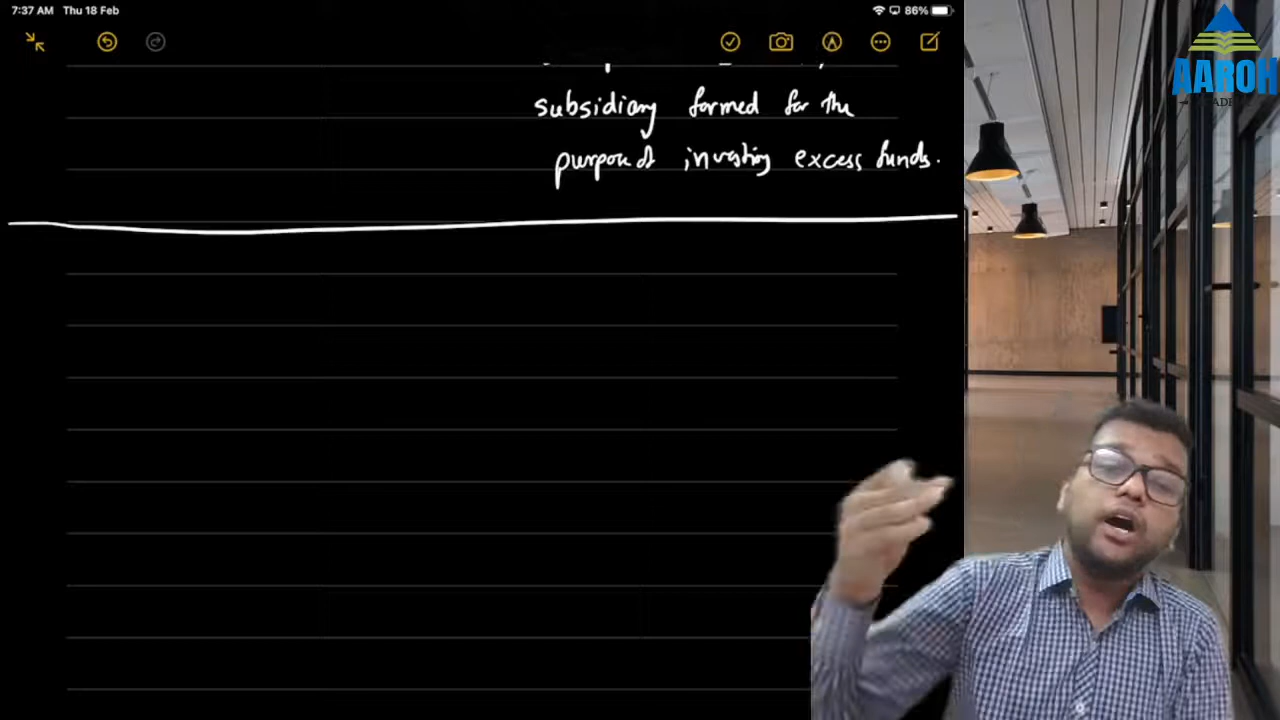 7:37 AM Thu 18 Feb
86%
AAROH
subsidiary formed for the
purpose of investing excess funds.